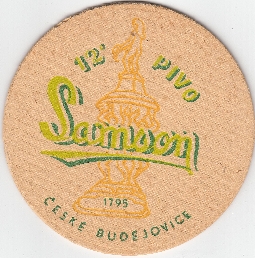 12° PIVO
Samson
1795
ČESKÉ BUDĚJOVICE